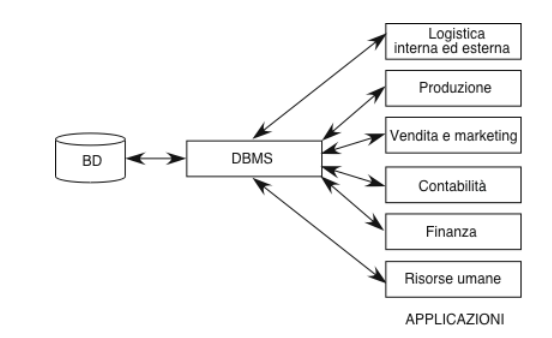 Logistica
interna ed esterna
Produzione
Vendita e marketing
BD
DBMS
Contabilità
Finanza
Risorse umane
APPLICAZIONI